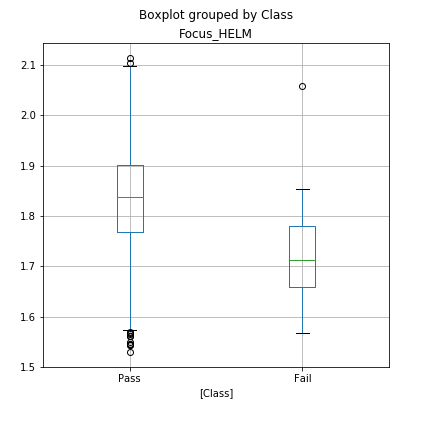 Boxplot grouped by Class
Focus_HELM
2.1
2.0
1.9
1.8
1.7
1.6
1.5
Pass
Fail
[Class]